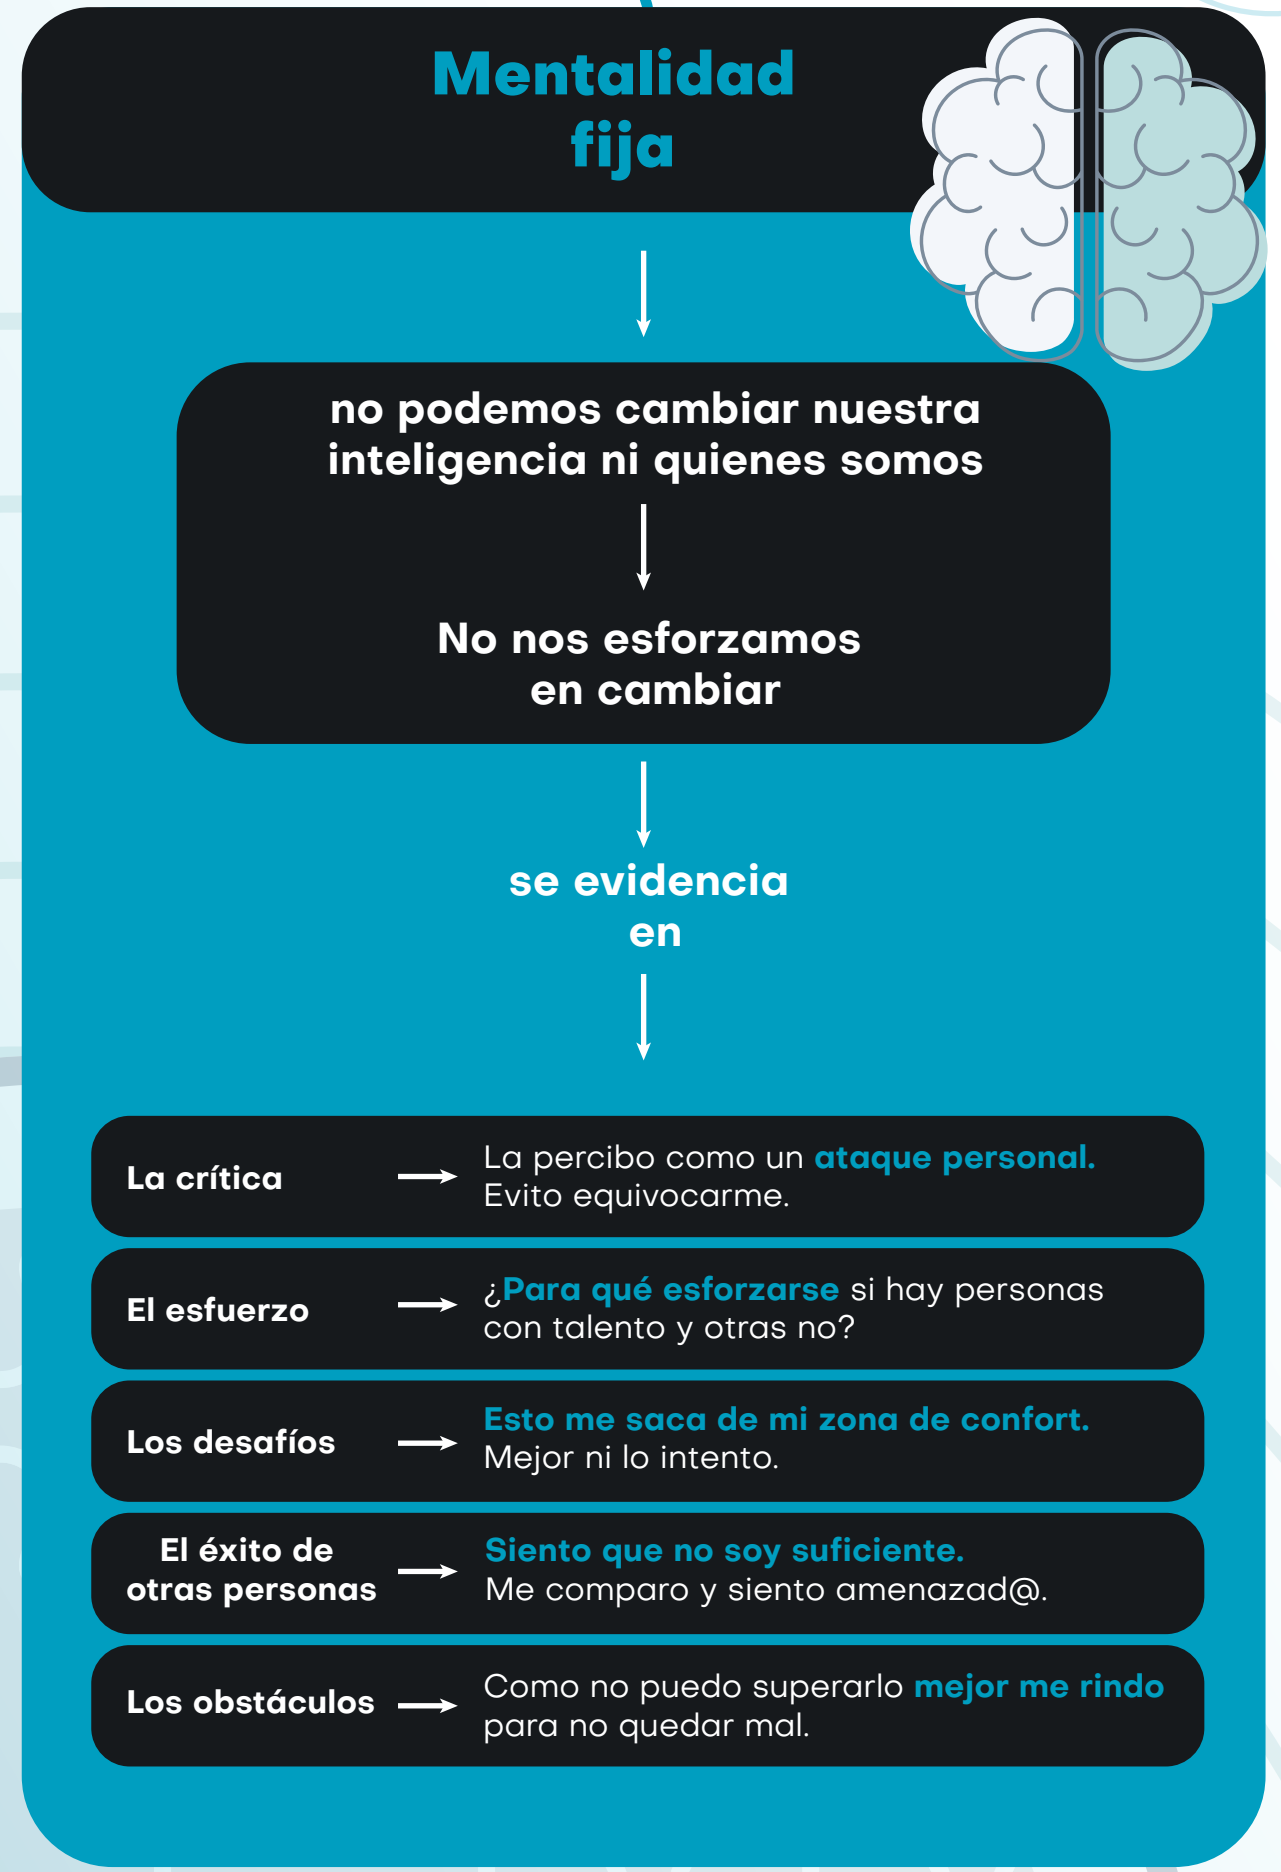 Mentalidad
fija
no podemos cambiar nuestra
inteligencia ni quienes somos
No nos esforzamos
en cambiar
se evidencia
en
La crítica
La percibo como un ataque personal.
Evito equivocarme.
El esfuerzo
¿Para qué esforzarse si hay personas
con talento y otras no?
Los desafíos
Esto me saca de mi zona de confort.
Mejor ni lo intento.
El éxito de
otras personas
Siento que no soy suficiente.
Me comparo y siento amenazad@.
Los obstáculos
Como no puedo superarlo mejor me rindo
para no quedar mal.